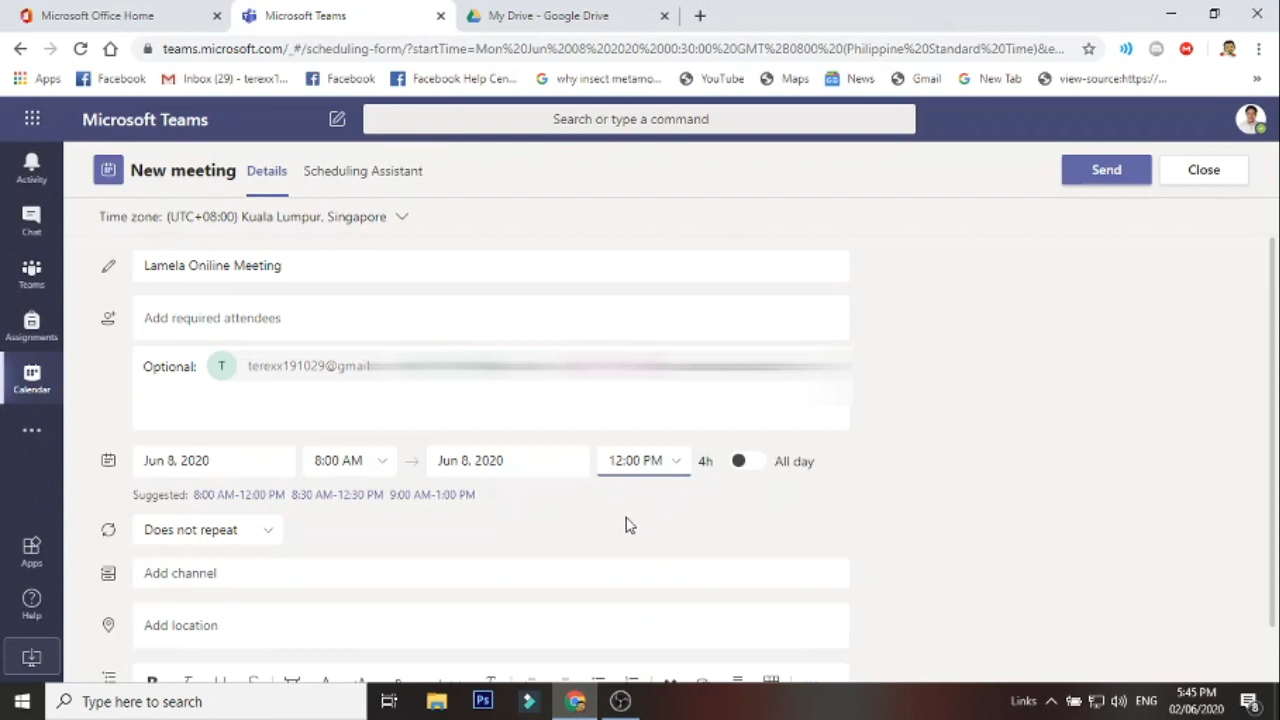 Microsoft Office Home
Microsoft Teams
My Drive - Google Drive
teams.microsoft.com/_#/scheduling-form/?startTime=Mon%20Jun%2008%202020%2000:30:00%20GMT%2B0800%20(Philippine%20Standard%20Time)&e...
Apps
Facebook
Inbox (29) - terexx1...
Facebook
Facebook Help Cen...
why insect metamo...
YouTube
Maps
News
Gmail
New Tab
view-source:https://...
»
Microsoft Teams
Search or type a command
Activity
Chat
Teams
Assignments
Calendar
Apps
Help
New meeting
Details
Scheduling Assistant
Send
Close
Time zone: (UTC+08:00) Kuala Lumpur, Singapore
Lamela Oniline Meeting
Add required attendees
Optional: T terexx191029@gmail
Jun 8, 2020 8:00 AM → Jun 8, 2020 12:00 PM 4h All day
Suggested: 8:00 AM-12:00 PM 8:30 AM-12:30 PM 9:00 AM-1:00 PM
Does not repeat
Add channel
Add location
Type here to search
Links
ENG
5:45 PM
02/06/2020
8